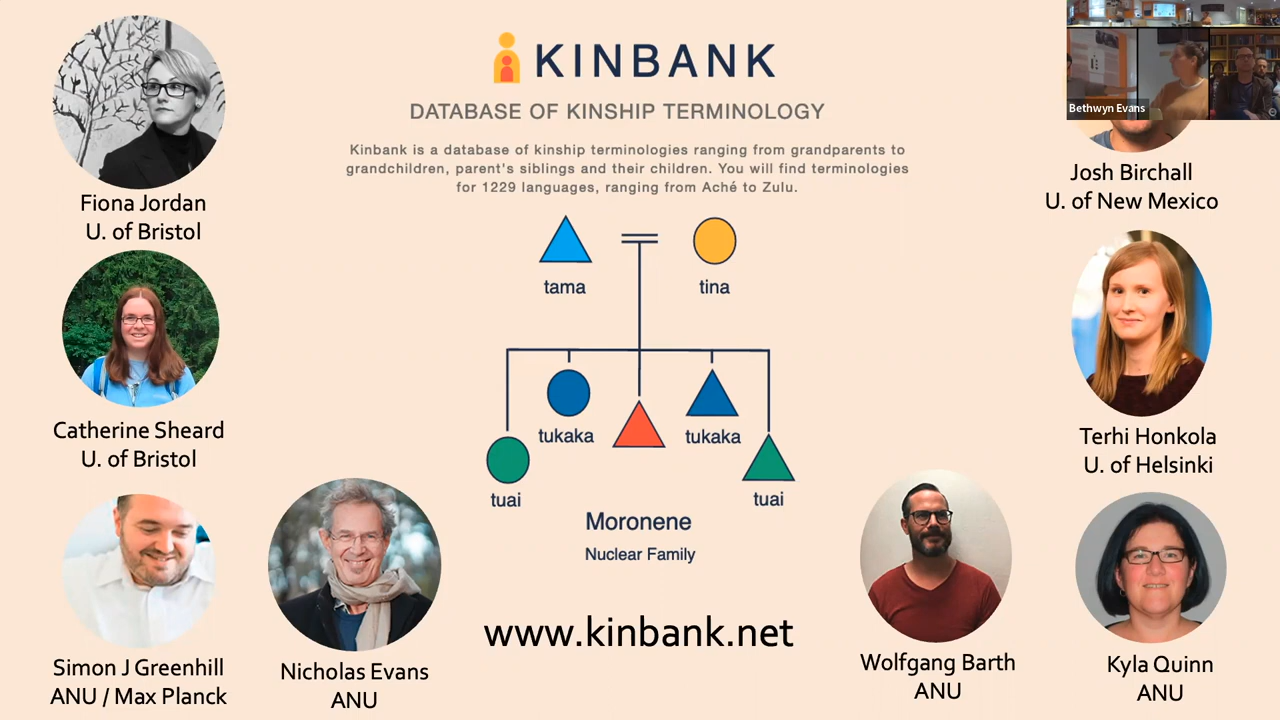 KINBANK
DATABASE OF KINSHIP TERMINOLOGY
Kinbank is a database of kinship terminologies ranging from grandparents to
grandchildren, parent's siblings and their children. You will find terminologies
for 1229 languages, ranging from Aché to Zulu.
Bethwyn Evans
Fiona Jordan
U. of Bristol
Josh Birchall
U. of New Mexico
tama
tina
Catherine Sheard
U. of Bristol
tukaka
tukaka
Terhi Honkola
U. of Helsinki
tuai
tuai
Moronene
Nuclear Family
www.kinbank.net
Simon J Greenhill
ANU / Max Planck
Nicholas Evans
ANU
Wolfgang Barth
ANU
Kyla Quinn
ANU